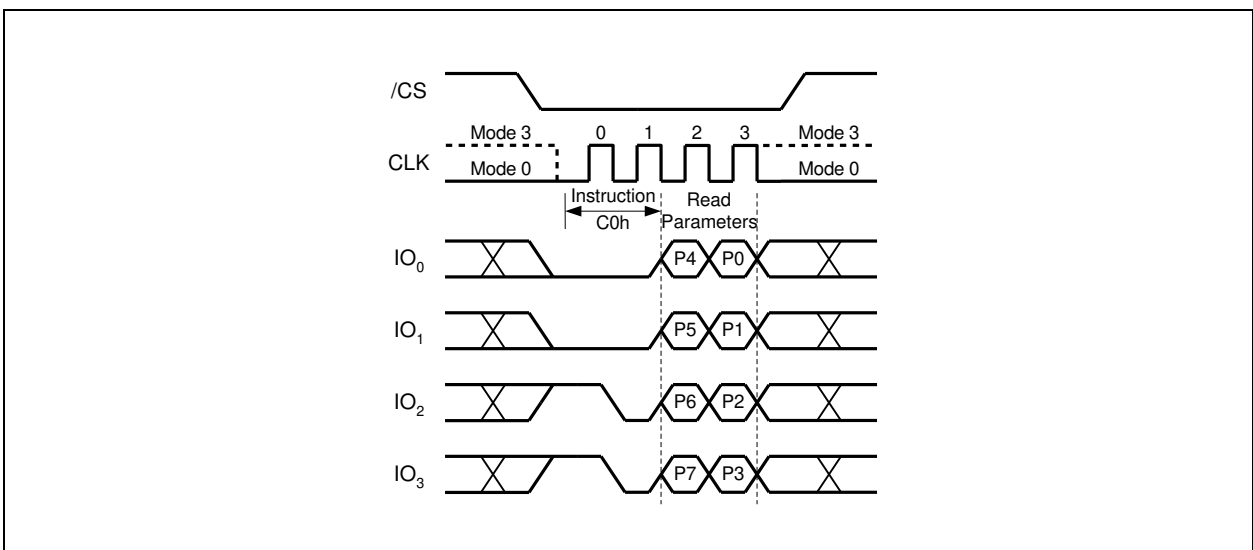 /CS
Mode 3 0 1 2 3 Mode 3
CLK Mode 0 Mode 0
Instruction Read
C0h Parameters
IO0 P4 P0
IO1 P5 P1
IO2 P6 P2
IO3 P7 P3